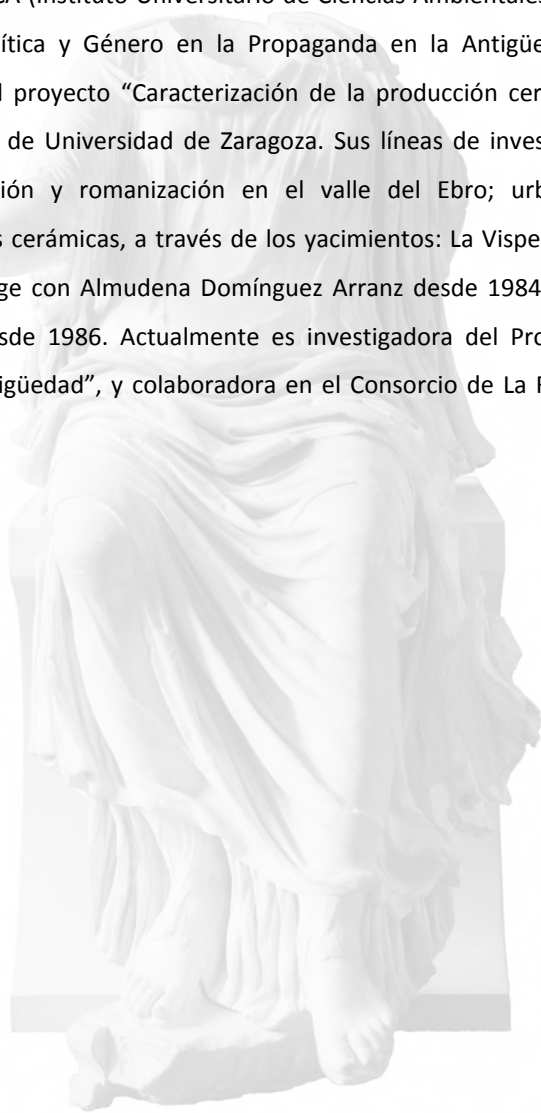 (Instituto Universitario de Ciencias Ambientales
ítica y Género en la Propaganda en la Antigüe
l proyecto “Caracterización de la producción cer
de Universidad de Zaragoza. Sus líneas de inves
ión y romanización en el valle del Ebro; urb
s cerámicas, a través de los yacimientos: La Vispe
ge con Almudena Domínguez Arranz desde 1984
esde 1986. Actualmente es investigadora del Pro
igüedad”, y colaboradora en el Consorcio de La F